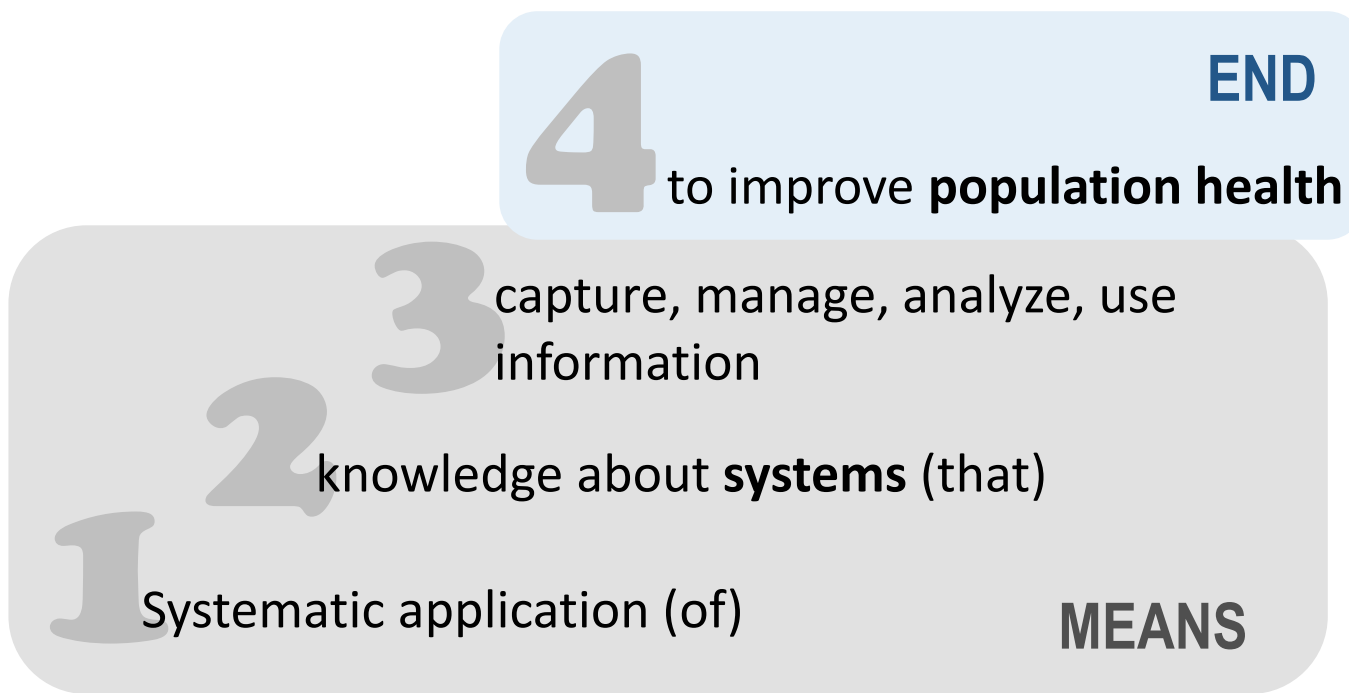 END
4
to improve population health
3
capture, manage, analyze, use
information
2
knowledge about systems (that)
1
Systematic application (of)
MEANS